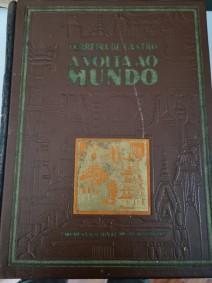 FERREIRA DE CASTRO
A VOLTA AO
MUNDO